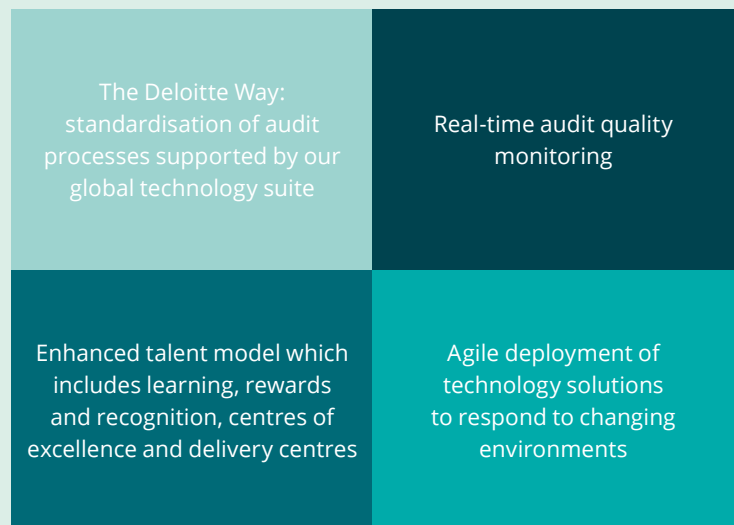 The Deloitte Way:
standardisation of audit
processes supported by our
global technology suite
Real-time audit quality
monitoring
Enhanced talent model which
includes learning, rewards
and recognition, centres of
excellence and delivery centres
Agile deployment of
technology solutions
to respond to changing
environments